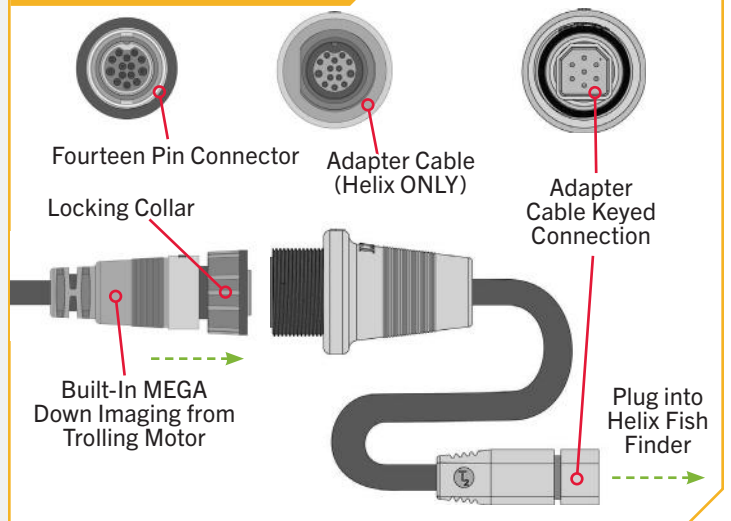 Fourteen Pin Connector
Adapter Cable
(Helix ONLY)
Adapter
Cable Keyed
Connection
Locking Collar
Built-In MEGA
Down Imaging from
Trolling Motor
Plug into
Helix Fish
Finder
T2